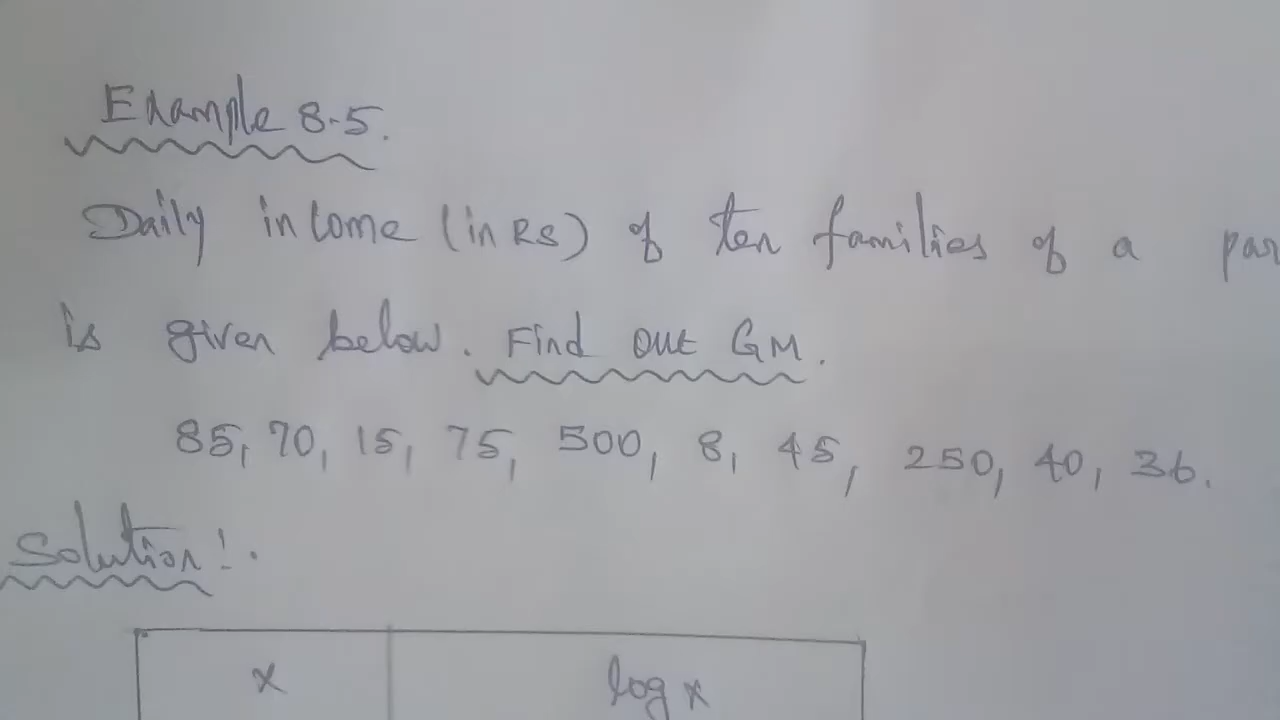 Example 8.5.
Daily income (in RS) of ten families of a
is given below. Find out GM.
85, 70, 15, 75, 500, 8, 45, 250, 40, 36.
Solution:.
x log x